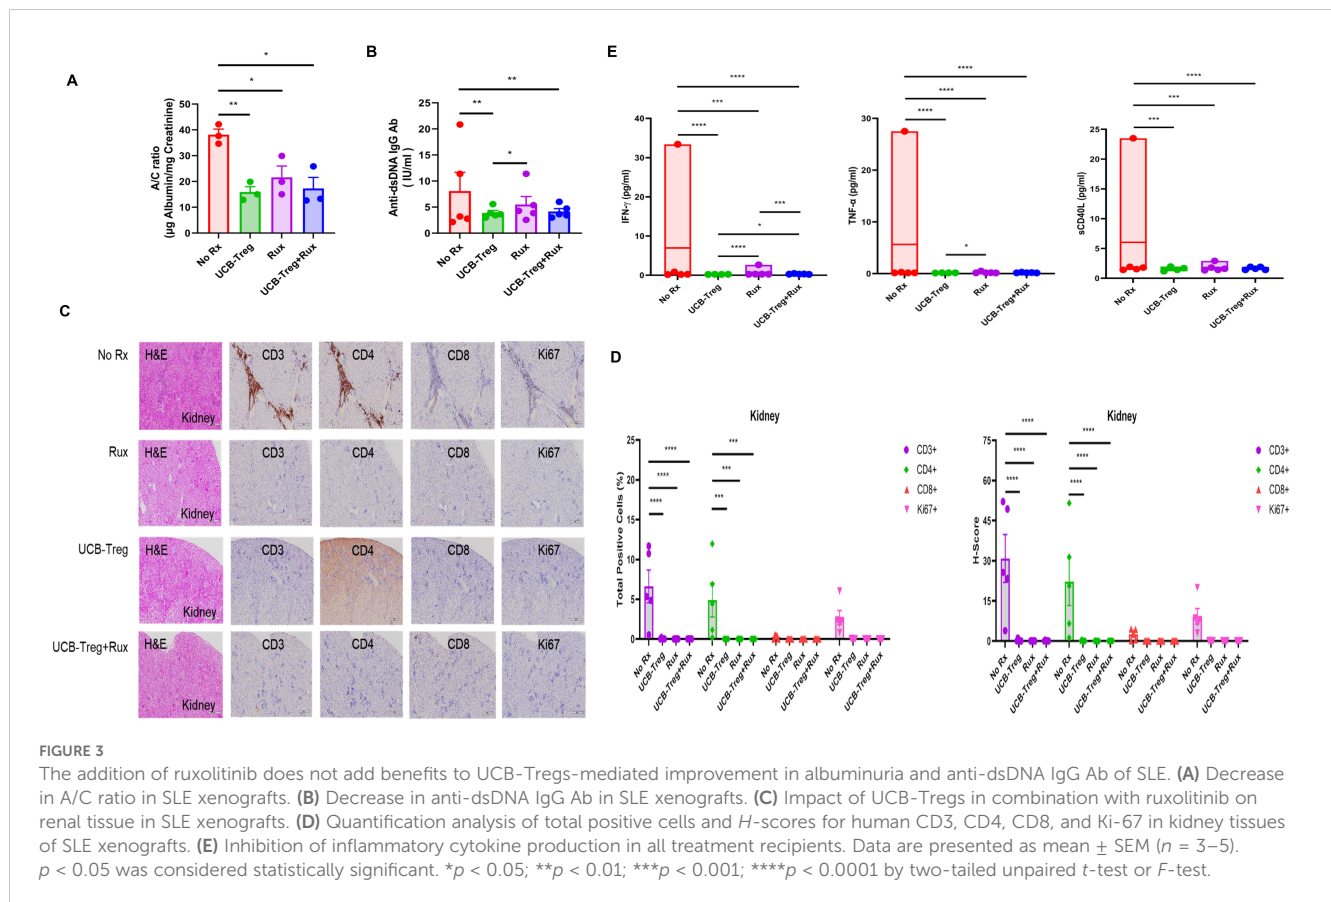 A
A/C ratio
(µg Albumin/mg Creatinine)
50
40
30
20
10
0
*
*
**
No Rx
UCB-Treg
Rux
UCB-Treg+Rux
B
Anti-dsDNA IgG Ab
( IU/ml )
25
20
15
10
5
0
**
**
*
No Rx
UCB-Treg
Rux
UCB-Treg+Rux
E
IFN-γ (pg/ml)
40
30
20
10
0
****
***
****
***
*
****
No Rx
UCB-Treg
Rux
UCB-Treg+Rux
TNF-α (pg/ml)
30
25
20
15
10
5
0
****
****
****
*
No Rx
UCB-Treg
Rux
UCB-Treg+Rux
sCD40L (pg/ml)
25
20
15
10
5
0
****
***
***
No Rx
UCB-Treg
Rux
UCB-Treg+Rux
C
No Rx
H&E
Kidney
CD3
CD4
CD8
Ki67
Rux
H&E
Kidney
CD3
CD4
CD8
Ki67
UCB-Treg
H&E
Kidney
CD3
CD4
CD8
Ki67
UCB-Treg+Rux
H&E
Kidney
CD3
CD4
CD8
Ki67
D
Kidney
Total Positive Cells (%)
25
20
15
10
5
0
****
****
****
***
***
***
No Rx
UCB-Treg
Rux
UCB-Treg+Rux
No Rx
UCB-Treg
Rux
UCB-Treg+Rux
No Rx
UCB-Treg
Rux
UCB-Treg+Rux
No Rx
UCB-Treg
Rux
UCB-Treg+Rux
CD3+
CD4+
CD8+
Ki67+
Kidney
H-Score
75
60
45
30
15
0
****
****
****
****
****
****
No Rx
UCB-Treg
Rux
UCB-Treg+Rux
No Rx
UCB-Treg
Rux
UCB-Treg+Rux
No Rx
UCB-Treg
Rux
UCB-Treg+Rux
No Rx
UCB-Treg
Rux
UCB-Treg+Rux
CD3+
CD4+
CD8+
Ki67+
FIGURE 3
The addition of ruxolitinib does not add benefits to UCB-Tregs-mediated improvement in albuminuria and anti-dsDNA IgG Ab of SLE. (A) Decrease
in A/C ratio in SLE xenografts. (B) Decrease in anti-dsDNA IgG Ab in SLE xenografts. (C) Impact of UCB-Tregs in combination with ruxolitinib on
renal tissue in SLE xenografts. (D) Quantification analysis of total positive cells and H-scores for human CD3, CD4, CD8, and Ki-67 in kidney tissues
of SLE xenografts. (E) Inhibition of inflammatory cytokine production in all treatment recipients. Data are presented as mean ± SEM (n = 3–5).
p < 0.05 was considered statistically significant. *p < 0.05; **p < 0.01; ***p < 0.001; ****p < 0.0001 by two-tailed unpaired t-test or F-test.